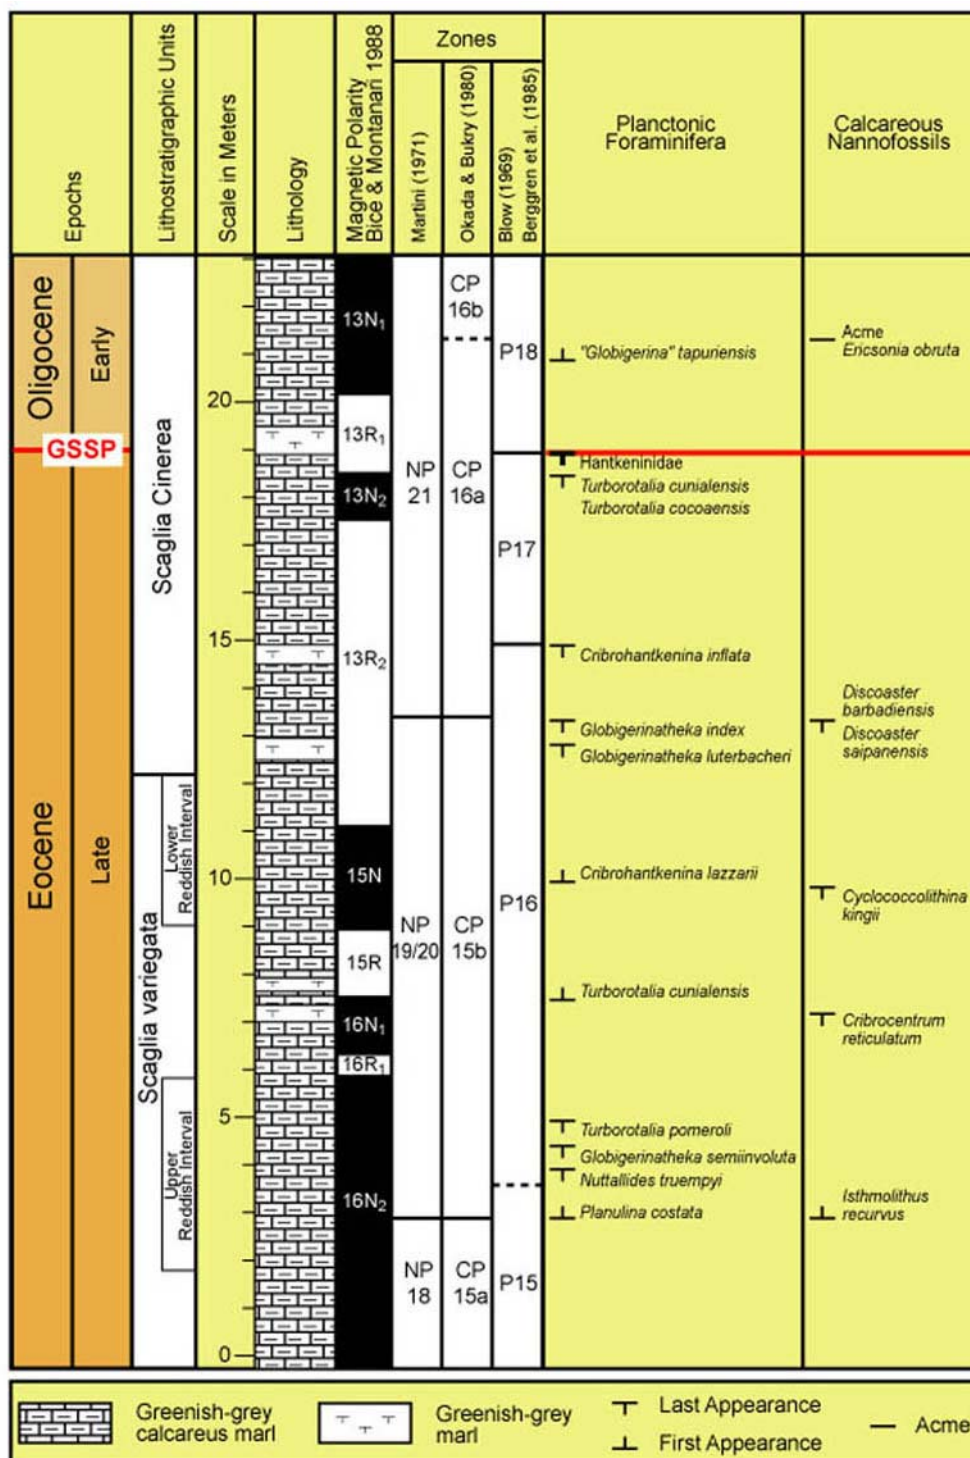 Epochs
Lithostratigraphic Units
Scale in Meters
Lithology
Magnetic Polarity
Bice & Montanari 1988
Zones
Martini (1971)
Okada & Bukry (1980)
Blow (1969)
Berggren et al. (1985)
Planctonic
Foraminifera
Calcareous
Nannofossils
Oligocene
Early
GSSP
Eocene
Late
Scaglia Cinerea
Scaglia variegata
Lower
Reddish Interval
Upper
Reddish Interval
20
15
10
5
0
13N1
13R1
13N2
13R2
15N
15R
16N1
16R1
16N2
NP
21
NP
19/20
NP
18
CP
16b
CP
16a
CP
15b
CP
15a
P18
P17
P16
P15
"Globigerina" tapuriensis
Hantkeninidae
Turborotalia cunialensis
Turborotalia cocoaensis
Cribrohantkenina inflata
Globigerinatheka index
Globigerinatheka luterbacheri
Cribrohantkenina lazzarii
Turborotalia cunialensis
Turborotalia pomeroli
Globigerinatheka semiinvoluta
Nuttallides truempyi
Planulina costata
Acme
Ericsonia obruta
Discoaster
barbadiensis
Discoaster
saipanensis
Cyclococcolithina
kingii
Cribrocentrum
reticulatum
Isthmolithus
recurvus
Greenish-grey
calcareus marl
Greenish-grey
marl
Last Appearance
First Appearance
Acme